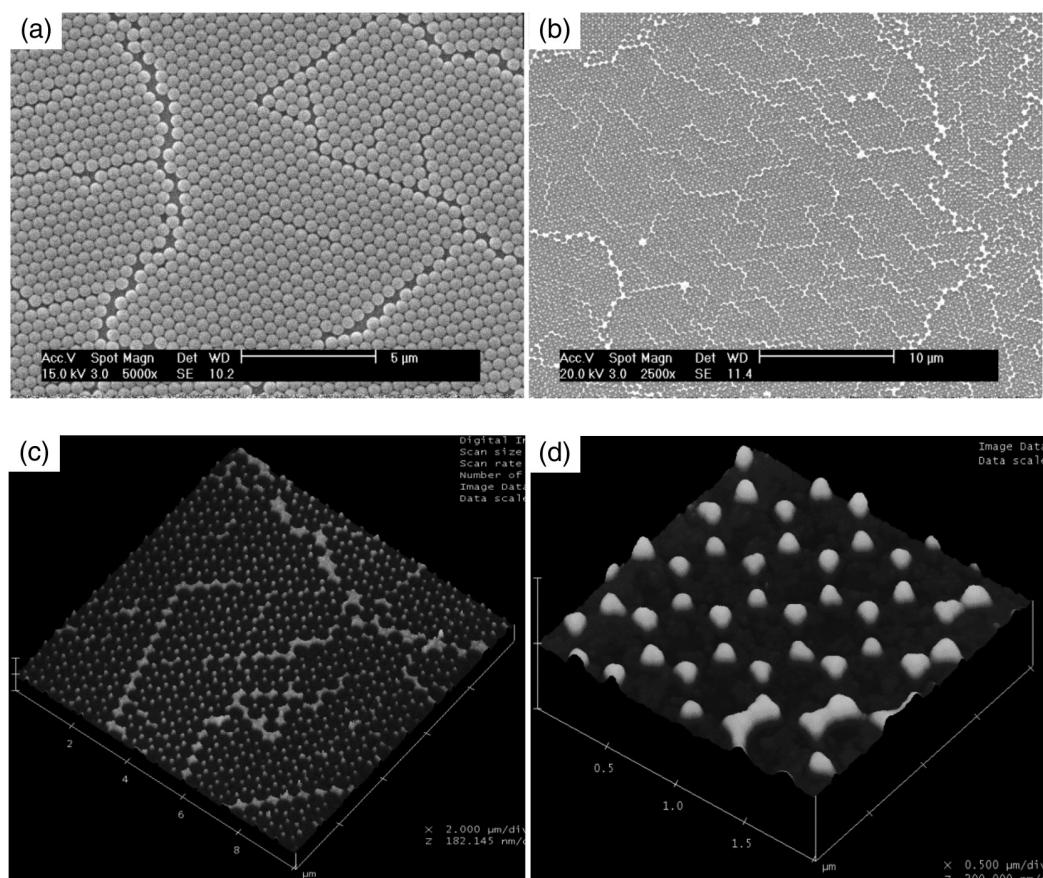 (a)
Acc.V Spot Magn Det WD 5 µm
15.0 kV 3.0 5000x SE 10.2
(b)
Acc.V Spot Magn Det WD 10 µm
20.0 kV 3.0 2500x SE 11.4
(c)
Digital In
Scan size
Scan rate
Number of
Image Data
Data scale
2
4
6
8
µm
X 2.000 µm/div
Z 182.145 nm/d
(d)
Image Data
Data scale
0.5
1.0
1.5
µm
X 0.500 µm/div